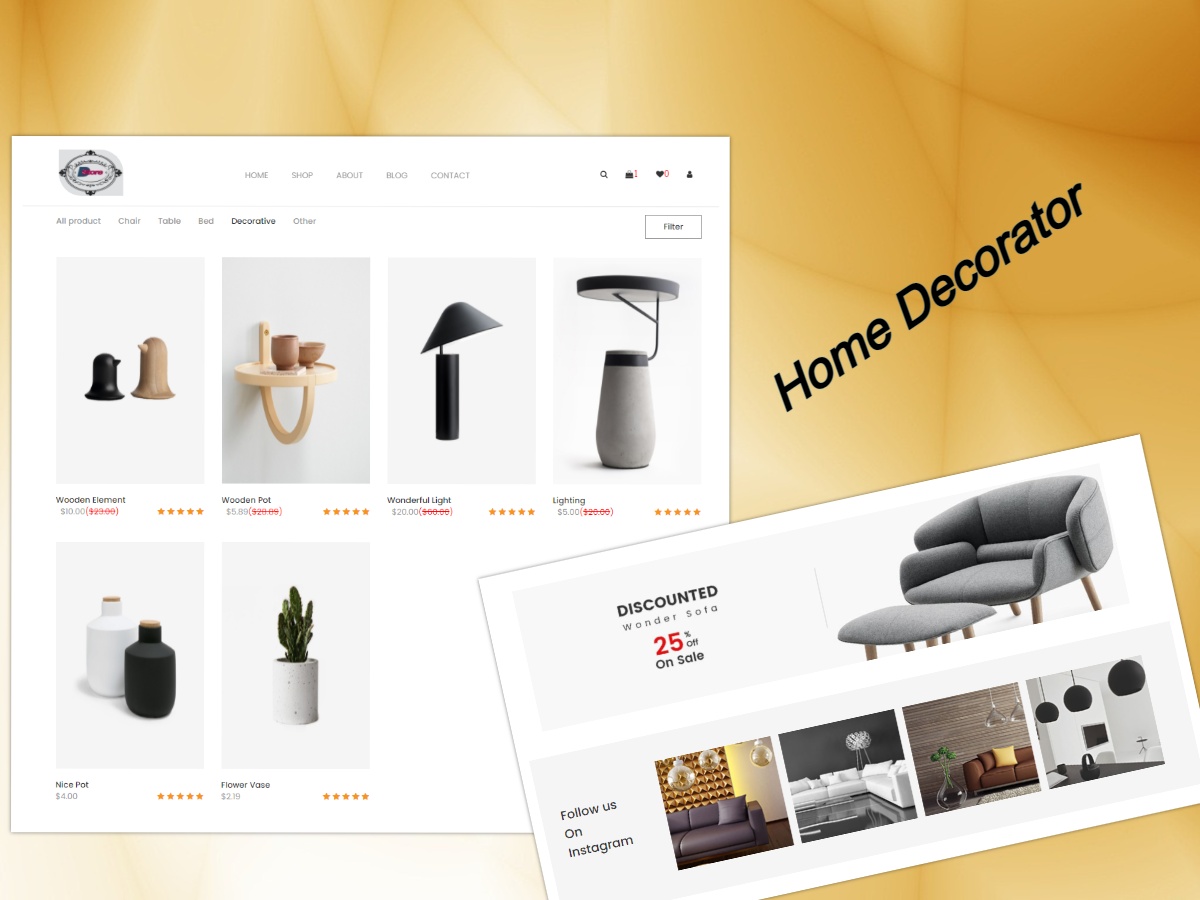 HOME SHOP ABOUT BLOG CONTACT 1 0
All product Chair Table Bed Decorative Other
Filter
Wooden Element
$10.00($23.00)
Wooden Pot
$5.89($28.89)
Wonderful Light
$20.00($60.00)
Lighting
$5.00($20.00)
Nice Pot
$4.00
Flower Vase
$2.19
Home Decorator
DISCOUNTED
Wonder Sofa
25 % Off
On Sale
Follow us
On
Instagram